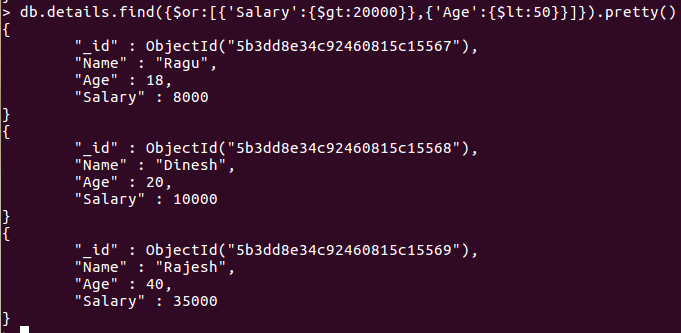 > db.details.find({$or:[{'Salary':{$gt:20000}},{'Age':{$lt:50}}]}).pretty()
{
        "_id" : ObjectId("5b3dd8e34c92460815c15567"),
        "Name" : "Ragu",
        "Age" : 18,
        "Salary" : 8000
}
{
        "_id" : ObjectId("5b3dd8e34c92460815c15568"),
        "Name" : "Dinesh",
        "Age" : 20,
        "Salary" : 10000
}
{
        "_id" : ObjectId("5b3dd8e34c92460815c15569"),
        "Name" : "Rajesh",
        "Age" : 40,
        "Salary" : 35000
}